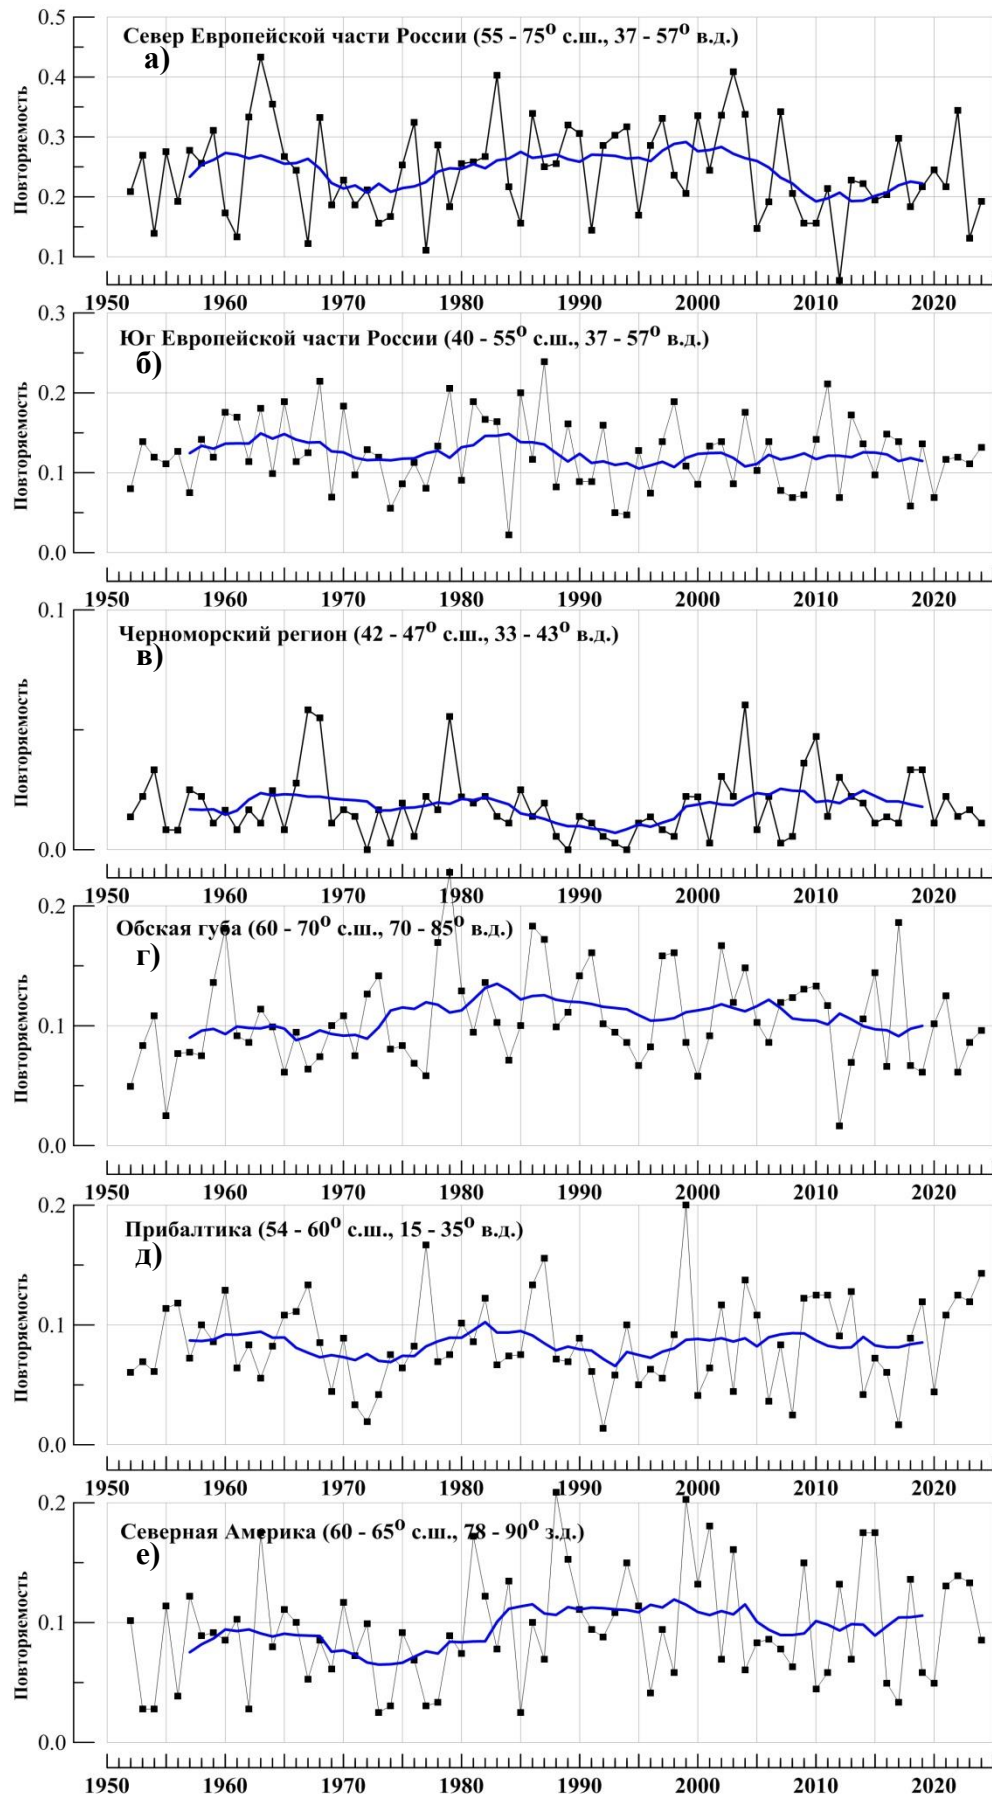 Север Европейской части России (55 - 75⁰ с.ш., 37 - 57⁰ в.д.)
а)
Повторяемость
0.5
0.4
0.3
0.2
0.1
1950 1960 1970 1980 1990 2000 2010 2020
Юг Европейской части России (40 - 55⁰ с.ш., 37 - 57⁰ в.д.)
б)
Повторяемость
0.3
0.2
0.1
0.0
1950 1960 1970 1980 1990 2000 2010 2020
Черноморский регион (42 - 47⁰ с.ш., 33 - 43⁰ в.д.)
в)
Повторяемость
0.1
0.0
1950 1960 1970 1980 1990 2000 2010 2020
Обская губа (60 - 70⁰ с.ш., 70 - 85⁰ в.д.)
г)
Повторяемость
0.2
0.1
0.0
1950 1960 1970 1980 1990 2000 2010 2020
Прибалтика (54 - 60⁰ с.ш., 15 - 35⁰ в.д.)
д)
Повторяемость
0.2
0.1
0.0
1950 1960 1970 1980 1990 2000 2010 2020
Северная Америка (60 - 65⁰ с.ш., 78 - 90⁰ з.д.)
е)
Повторяемость
0.2
0.1
0.0
1950 1960 1970 1980 1990 2000 2010 2020